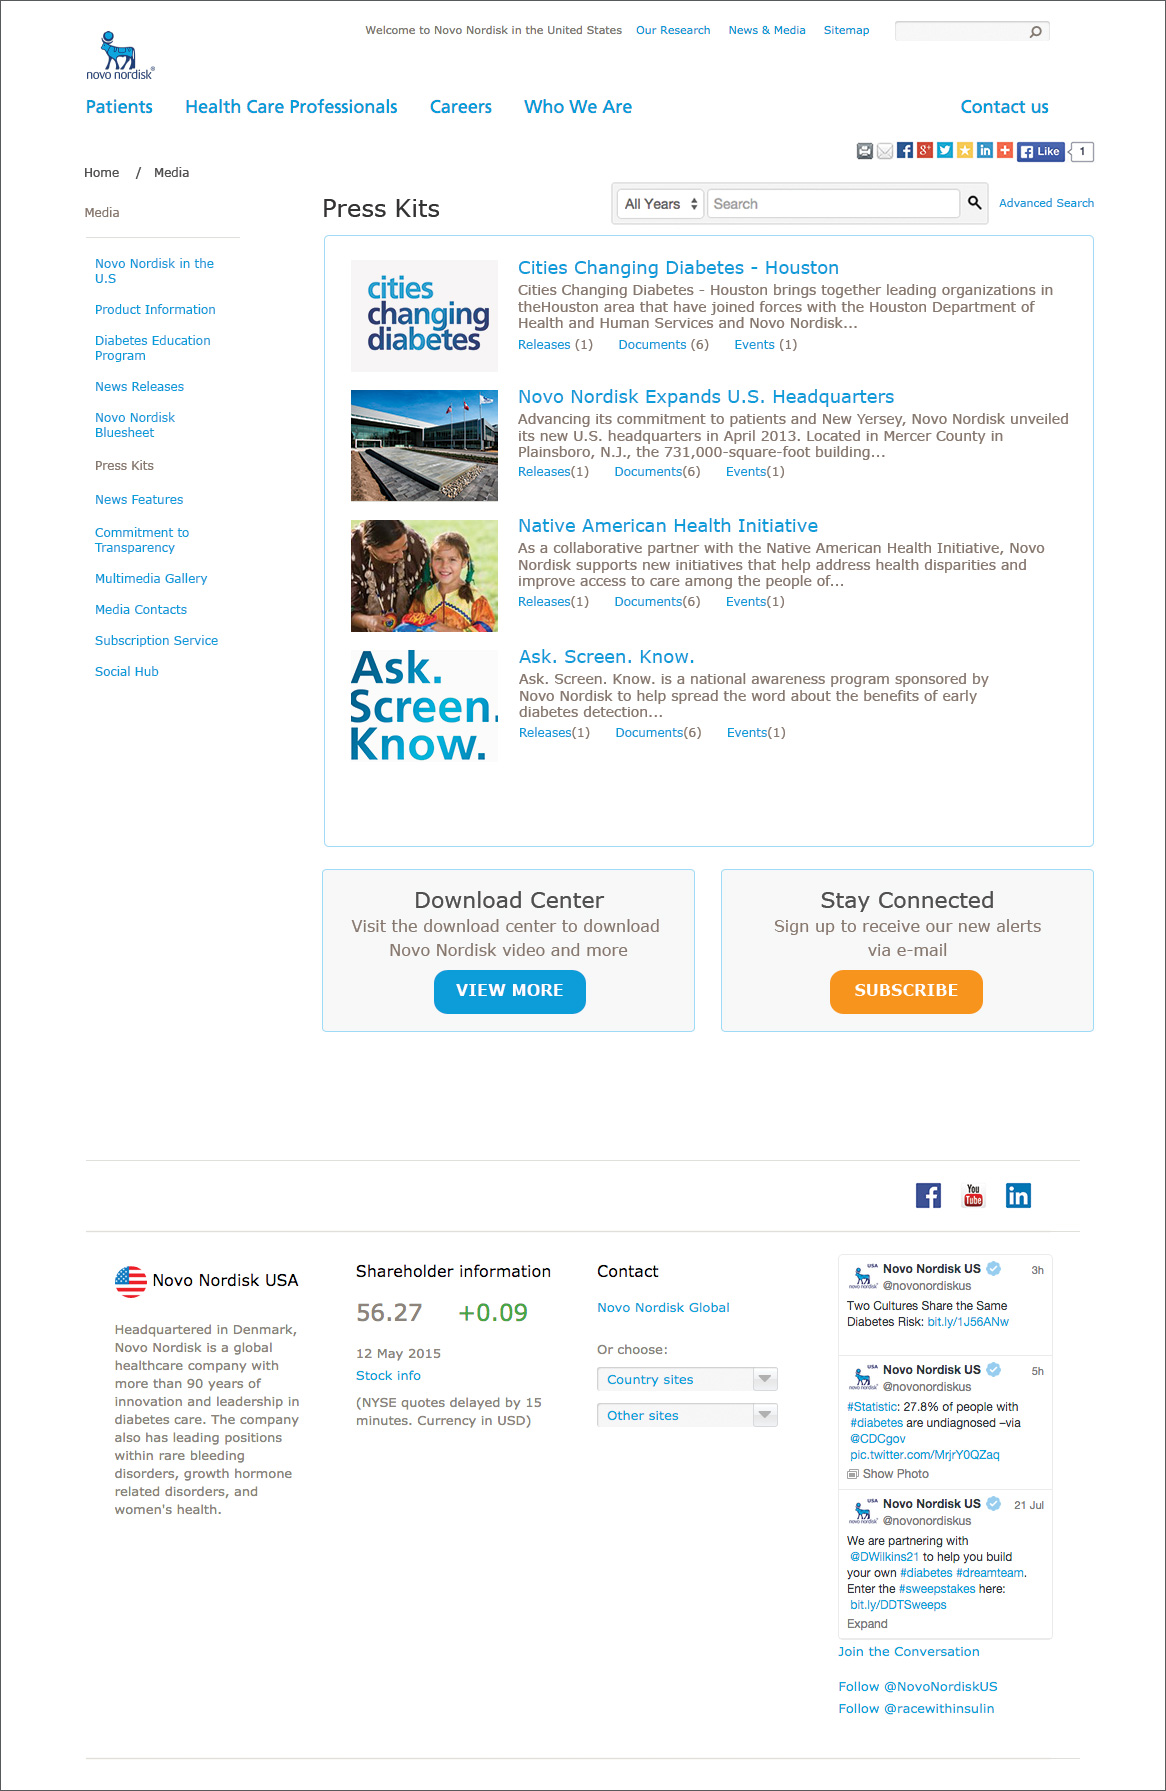 Welcome to Novo Nordisk in the United States Our Research News & Media Sitemap
novo nordisk®
Patients Health Care Professionals Careers Who We Are Contact us
Like 1
Home / Media
Media
Press Kits
All Years Search Advanced Search
Novo Nordisk in the
U.S
Product Information
Diabetes Education
Program
News Releases
Novo Nordisk
Bluesheet
Press Kits
News Features
Commitment to
Transparency
Multimedia Gallery
Media Contacts
Subscription Service
Social Hub
cities
changing
diabetes
Cities Changing Diabetes - Houston
Cities Changing Diabetes - Houston brings together leading organizations in
theHouston area that have joined forces with the Houston Department of
Health and Human Services and Novo Nordisk...
Releases (1) Documents (6) Events (1)
Novo Nordisk Expands U.S. Headquarters
Advancing its commitment to patients and New Yersey, Novo Nordisk unveiled
its new U.S. headquarters in April 2013. Located in Mercer County in
Plainsboro, N.J., the 731,000-square-foot building...
Releases(1) Documents(6) Events(1)
Native American Health Initiative
As a collaborative partner with the Native American Health Initiative, Novo
Nordisk supports new initiatives that help address health disparities and
improve access to care among the people of...
Releases(1) Documents(6) Events(1)
Ask.
Screen.
Know.
Ask. Screen. Know.
Ask. Screen. Know. is a national awareness program sponsored by
Novo Nordisk to help spread the word about the benefits of early
diabetes detection...
Releases(1) Documents(6) Events(1)
Download Center
Visit the download center to download
Novo Nordisk video and more
VIEW MORE
Stay Connected
Sign up to receive our new alerts
via e-mail
SUBSCRIBE
You
Tube
in
Novo Nordisk USA
Headquartered in Denmark,
Novo Nordisk is a global
healthcare company with
more than 90 years of
innovation and leadership in
diabetes care. The company
also has leading positions
within rare bleeding
disorders, growth hormone
related disorders, and
women's health.
Shareholder information
56.27 +0.09
12 May 2015
Stock info
(NYSE quotes delayed by 15
minutes. Currency in USD)
Contact
Novo Nordisk Global
Or choose:
Country sites
Other sites
USA
novo nordisk
Novo Nordisk US 3h
@novonordiskus
Two Cultures Share the Same
Diabetes Risk: bit.ly/1J56ANw
USA
novo nordisk
Novo Nordisk US 5h
@novonordiskus
#Statistic: 27.8% of people with
#diabetes are undiagnosed –via
@CDCgov
pic.twitter.com/MrjrY0QZaq
Show Photo
USA
novo nordisk
Novo Nordisk US 21 Jul
@novonordiskus
We are partnering with
@DWilkins21 to help you build
your own #diabetes #dreamteam.
Enter the #sweepstakes here:
bit.ly/DDTSweeps
Expand
Join the Conversation
Follow @NovoNordiskUS
Follow @racewithinsulin